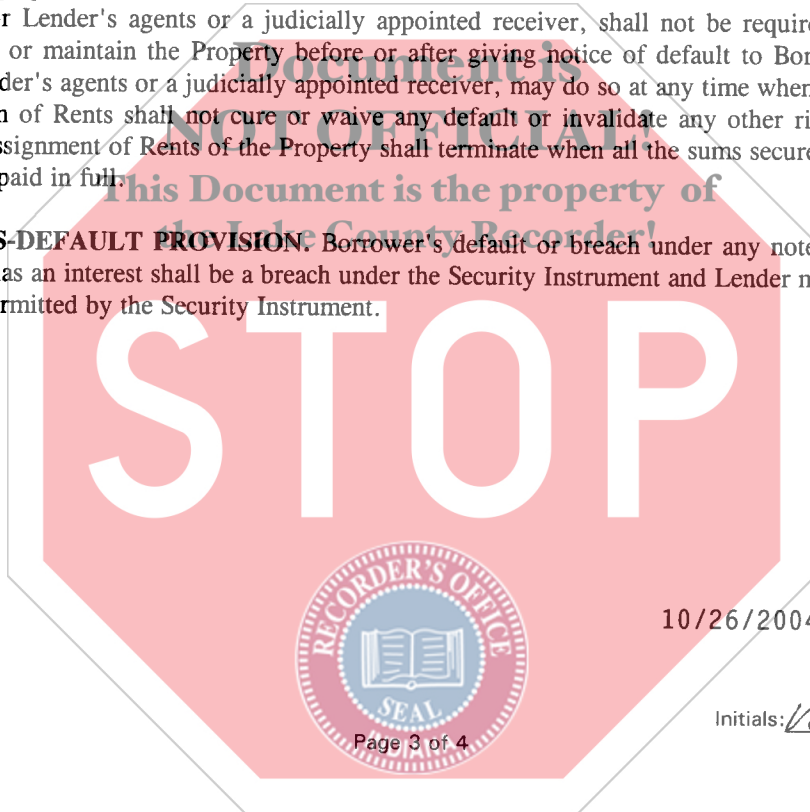 r Lender's agents or a judicially appointed receiver, shall not be requir
or maintain the Property before or after giving notice of default to Bor
der's agents or a judicially appointed receiver, may do so at any time when
of Rents shall not cure or waive any default or invalidate any other ri
ssignment of Rents of the Property shall terminate when all the sums secure
paid in full.
Document is
NOT OFFICIAL!
This Document is the property of
the Lake County Recorder!
S-DEFAULT PROVISION. Borrower's default or breach under any note
as an interest shall be a breach under the Security Instrument and Lender
rmitted by the Security Instrument.
STOP
RECORDER'S OFFICE
SEAL
INDIANA
10/26/2004
Initials:
Page 3 of 4